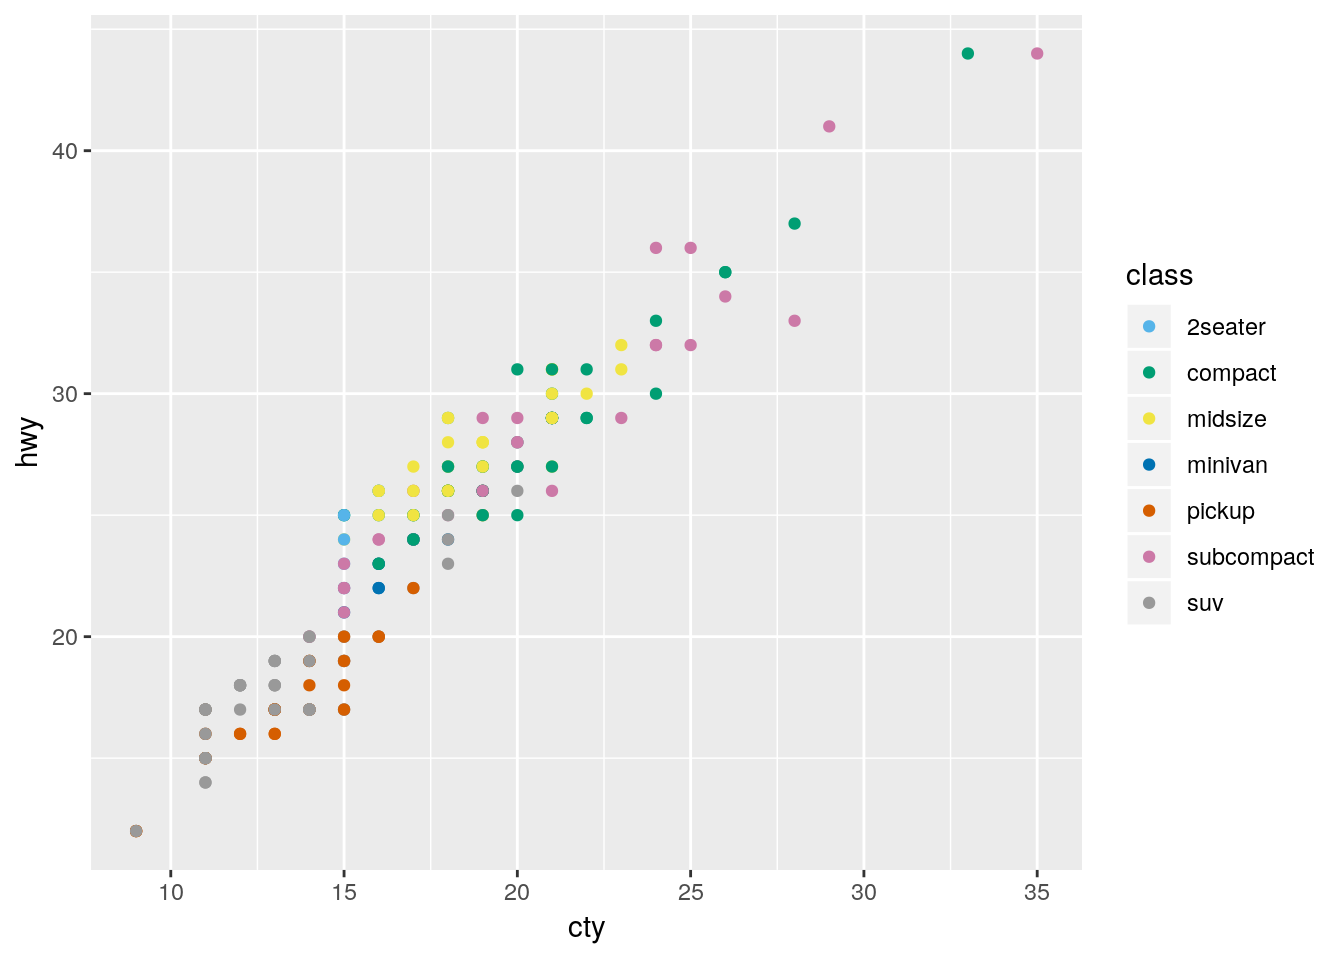 40
30
20
hwy
10 15 20 25 30 35
cty
class
2seater
compact
midsize
minivan
pickup
subcompact
suv